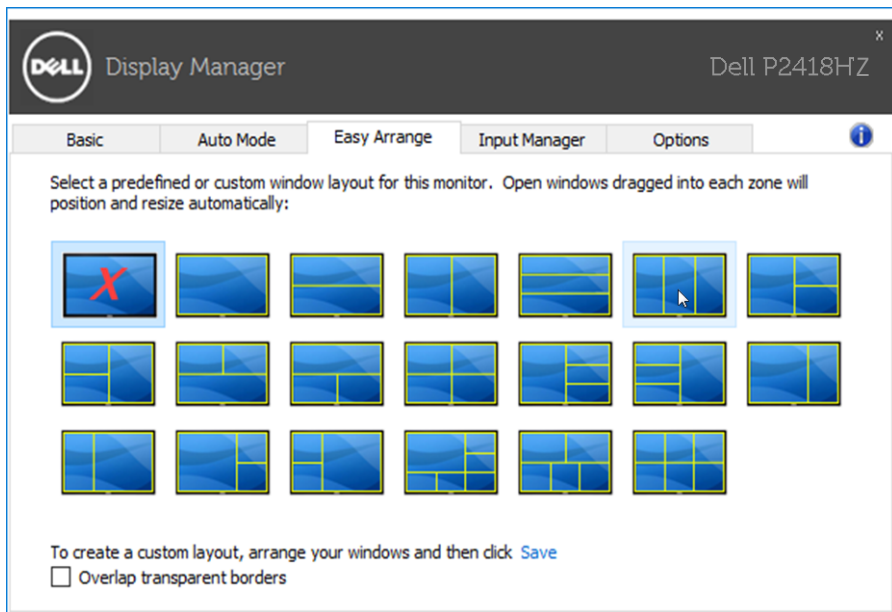 x
DELL Display Manager Dell P2418HZ
Basic Auto Mode Easy Arrange Input Manager Options i
Select a predefined or custom window layout for this monitor. Open windows dragged into each zone will
position and resize automatically:
X
To create a custom layout, arrange your windows and then click Save
Overlap transparent borders